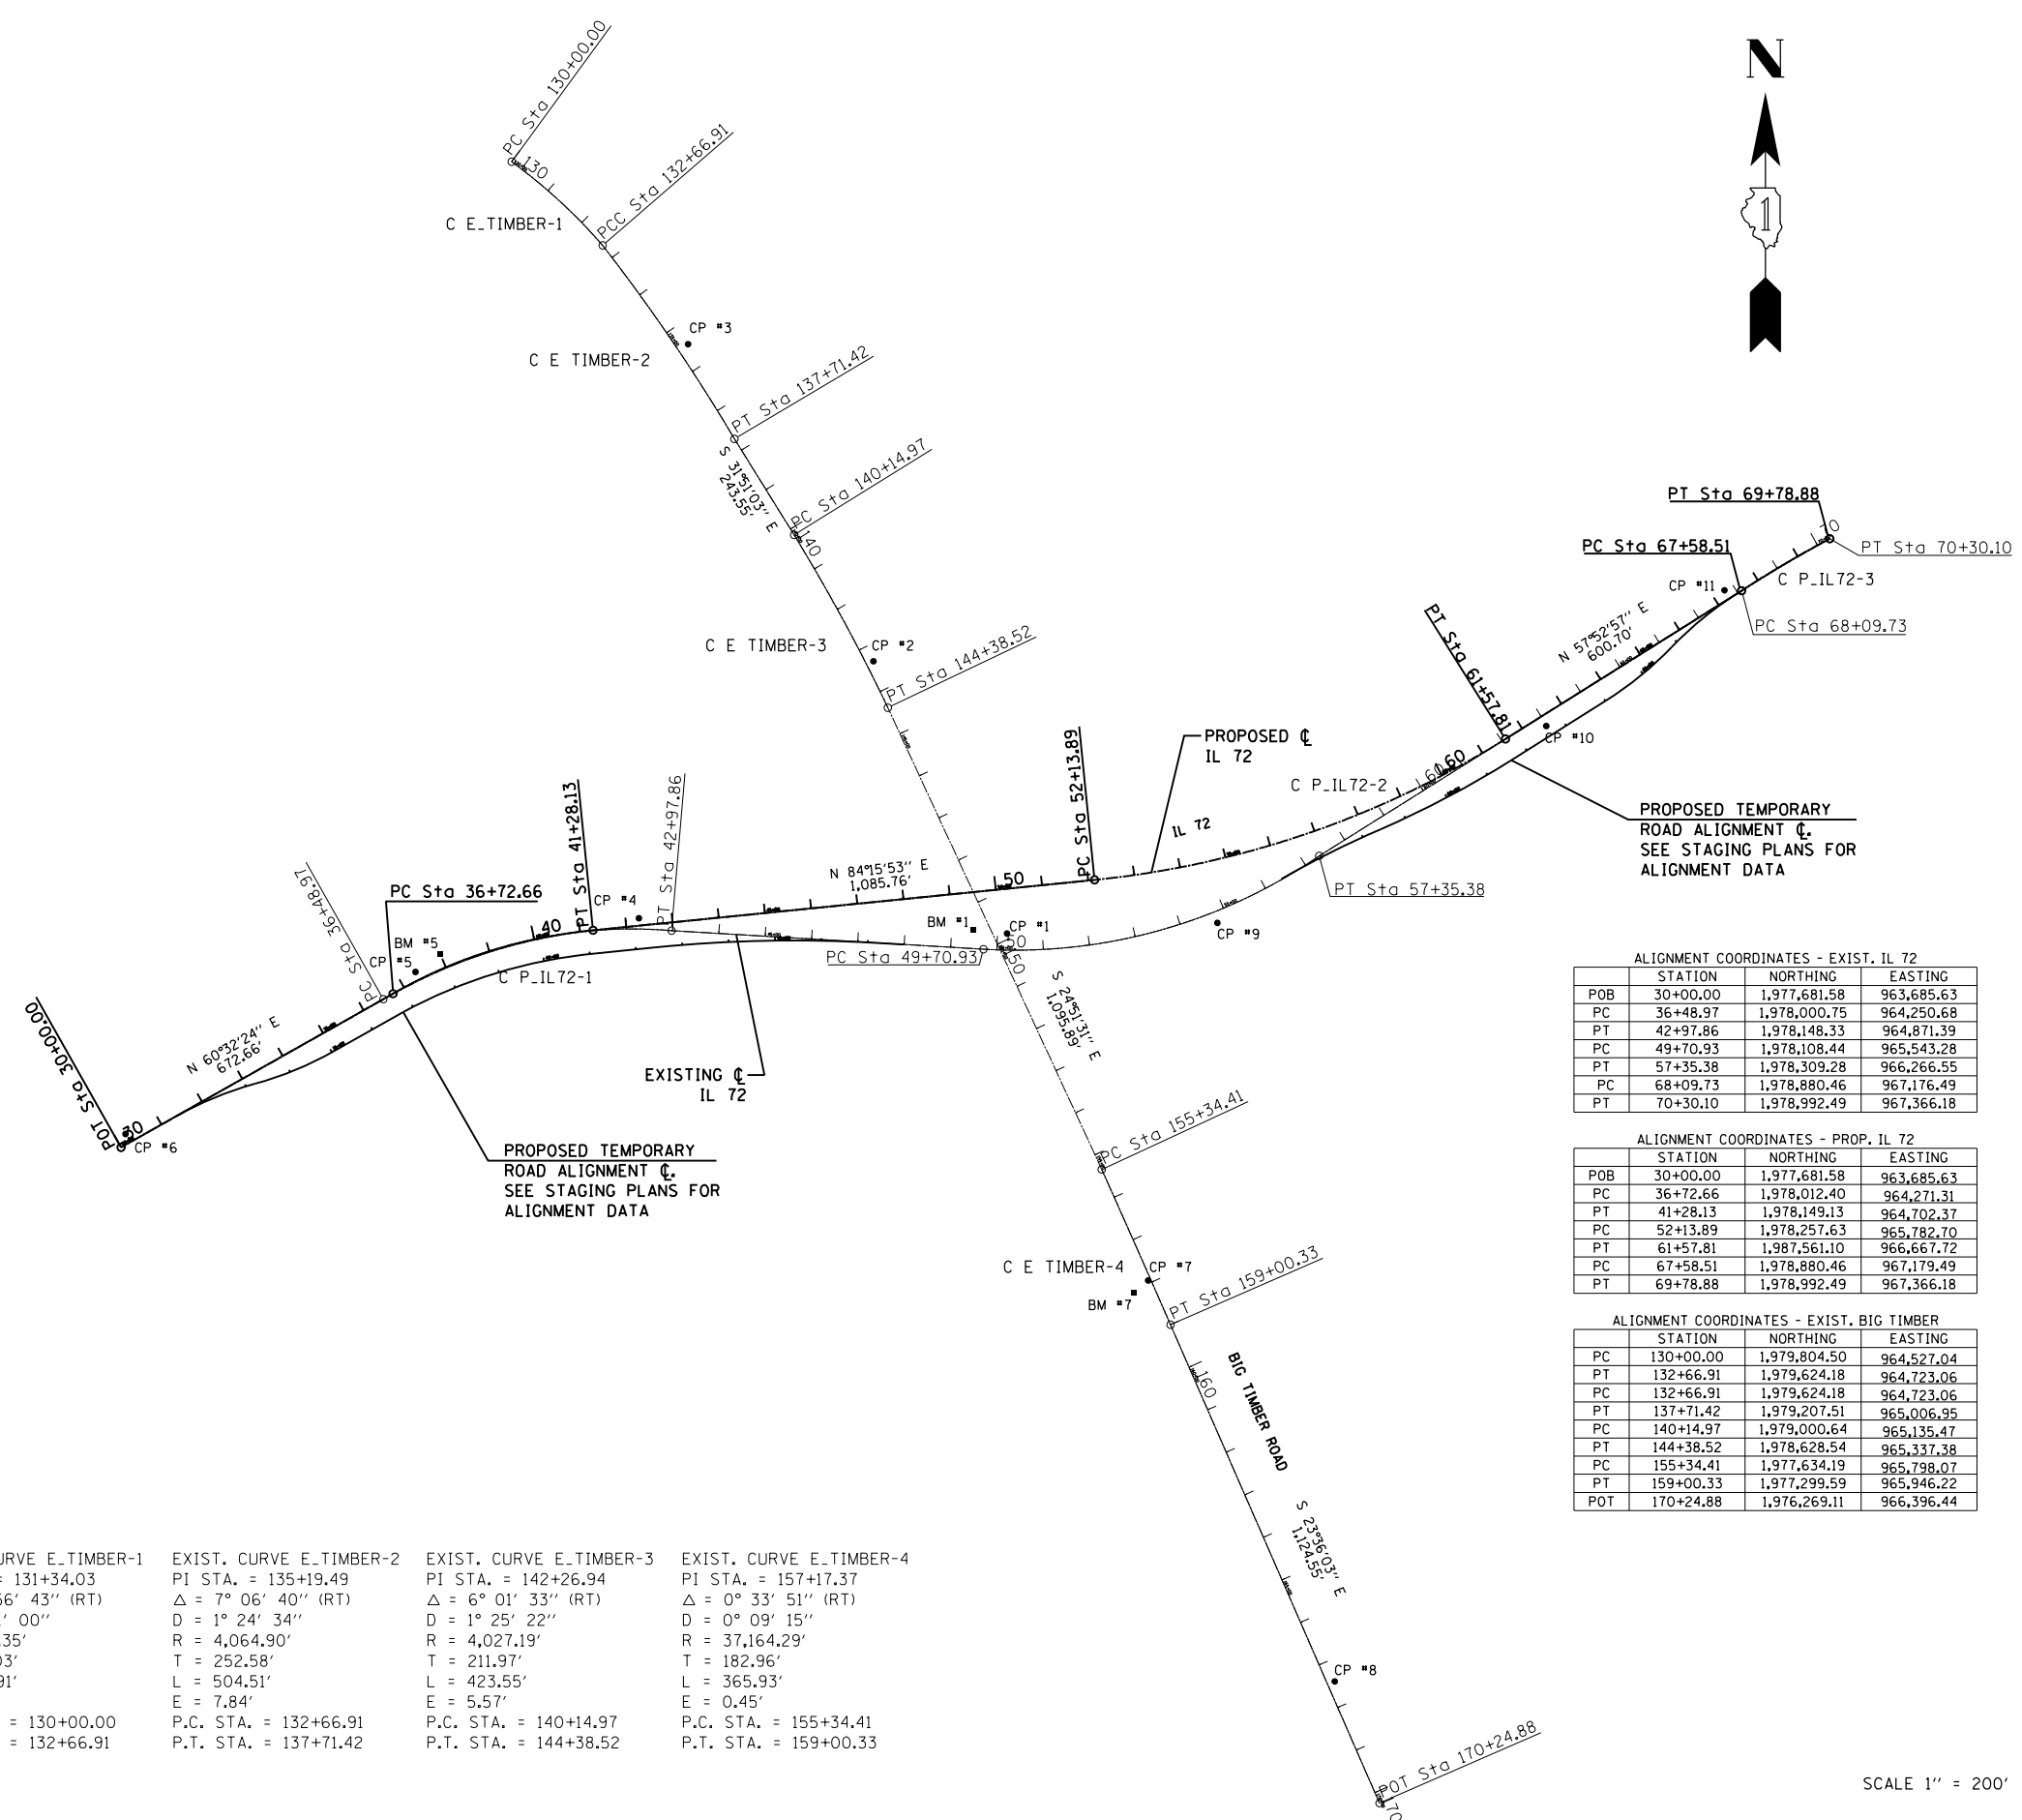 N
1
PC Sta 130+00.00
130
PCC Sta 132+66.91
C E_TIMBER-1
CP #3
C E TIMBER-2
PT Sta 137+71.42
S 31°51'03" E
243.55'
PC Sta 140+14.97
140
C E TIMBER-3
CP #2
PT Sta 144+38.52
PT Sta 69+78.88
70
PC Sta 67+58.51
PT Sta 70+30.10
CP #11
C P_IL72-3
PC Sta 68+09.73
N 57°52'57" E
600.70'
PT Sta 61+57.81
CP #10
PROPOSED ℄
IL 72
C P_IL72-2
60
60
PROPOSED TEMPORARY
ROAD ALIGNMENT ℄.
SEE STAGING PLANS FOR
ALIGNMENT DATA
IL 72
PC Sta 52+13.89
PT Sta 41+28.13
PT Sta 42+97.86
N 84°15'53" E
1,085.76'
50
PT Sta 57+35.38
PC Sta 36+48.97
PC Sta 36+72.66
CP #4
40
BM #1
CP #1
CP #9
50
150
BM #5
CP #5
PC Sta 49+70.93
C P_IL72-1
S 24°51'31" E
1,095.89'
POT Sta 30+00.00
N 60°32'24" E
672.66'
EXISTING ℄
IL 72
30
CP #6
PROPOSED TEMPORARY
ROAD ALIGNMENT ℄.
SEE STAGING PLANS FOR
ALIGNMENT DATA
PC Sta 155+34.41
C E TIMBER-4
CP #7
BM #7
PT Sta 159+00.33
160
BIG TIMBER ROAD
S 23°36'03" E
1,124.55'
CP #8
POT Sta 170+24.88
170
ALIGNMENT COORDINATES - EXIST. IL 72
STATION NORTHING EASTING
POB 30+00.00 1,977,681.58 963,685.63
PC 36+48.97 1,978,000.75 964,250.68
PT 42+97.86 1,978,148.33 964,871.39
PC 49+70.93 1,978,108.44 965,543.28
PT 57+35.38 1,978,309.28 966,266.55
PC 68+09.73 1,978,880.46 967,176.49
PT 70+30.10 1,978,992.49 967,366.18
ALIGNMENT COORDINATES - PROP. IL 72
STATION NORTHING EASTING
POB 30+00.00 1,977,681.58 963,685.63
PC 36+72.66 1,978,012.40 964,271.31
PT 41+28.13 1,978,149.13 964,702.37
PC 52+13.89 1,978,257.63 965,782.70
PT 61+57.81 1,987,561.10 966,667.72
PC 67+58.51 1,978,880.46 967,179.49
PT 69+78.88 1,978,992.49 967,366.18
ALIGNMENT COORDINATES - EXIST. BIG TIMBER
STATION NORTHING EASTING
PC 130+00.00 1,979,804.50 964,527.04
PT 132+66.91 1,979,624.18 964,723.06
PC 132+66.91 1,979,624.18 964,723.06
PT 137+71.42 1,979,207.51 965,006.95
PC 140+14.97 1,979,000.64 965,135.47
PT 144+38.52 1,978,628.54 965,337.38
PC 155+34.41 1,977,634.19 965,798.07
PT 159+00.33 1,977,299.59 965,946.22
POT 170+24.88 1,976,269.11 966,396.44
URVE E_TIMBER-1
= 131+34.03
56' 43" (RT)
' 00"
.35'
03'
91'
= 130+00.00
= 132+66.91
EXIST. CURVE E_TIMBER-2
PI STA. = 135+19.49
△ = 7° 06' 40" (RT)
D = 1° 24' 34"
R = 4,064.90'
T = 252.58'
L = 504.51'
E = 7.84'
P.C. STA. = 132+66.91
P.T. STA. = 137+71.42
EXIST. CURVE E_TIMBER-3
PI STA. = 142+26.94
△ = 6° 01' 33" (RT)
D = 1° 25' 22"
R = 4,027.19'
T = 211.97'
L = 423.55'
E = 5.57'
P.C. STA. = 140+14.97
P.T. STA. = 144+38.52
EXIST. CURVE E_TIMBER-4
PI STA. = 157+17.37
△ = 0° 33' 51" (RT)
D = 0° 09' 15"
R = 37,164.29'
T = 182.96'
L = 365.93'
E = 0.45'
P.C. STA. = 155+34.41
P.T. STA. = 159+00.33
SCALE 1" = 200'